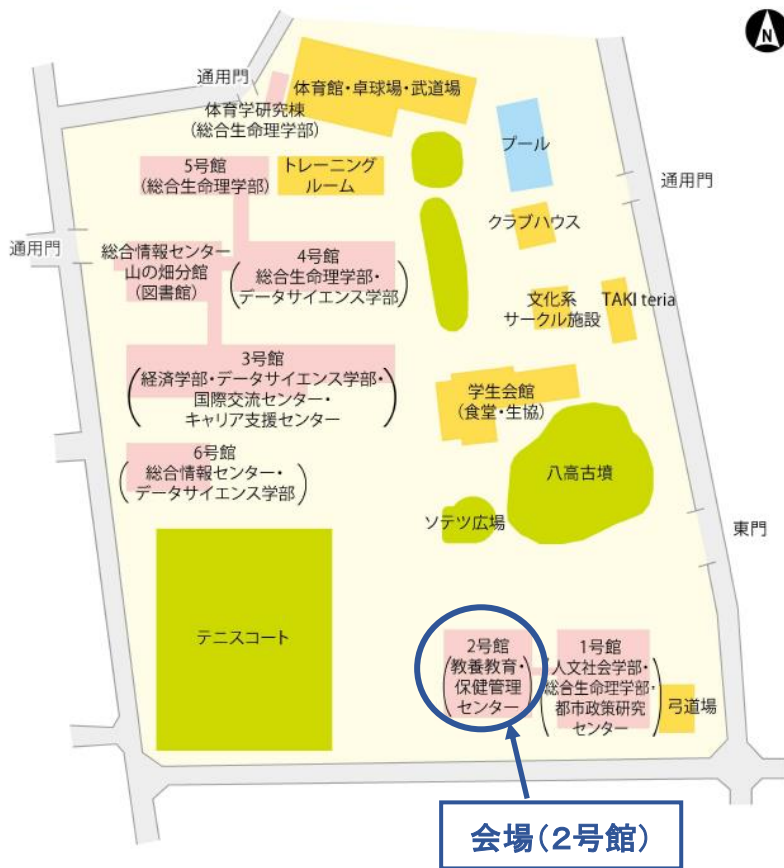 N
通用門
体育館・卓球場・武道場
体育学研究棟
(総合生命理学部)
プール
5号館
(総合生命理学部)
トレーニング
ルーム
通用門
クラブハウス
通用門
総合情報センター
山の畑分館
(図書館)
4号館
(総合生命理学部・
データサイエンス学部)
文化系
サークル施設
TAKI teria
3号館
(経済学部・データサイエンス学部・
国際交流センター・
キャリア支援センター)
学生会館
(食堂・生協)
6号館
(総合情報センター・
データサイエンス学部)
八高古墳
ソテツ広場
東門
テニスコート
2号館
(教養教育・
保健管理
センター)
1号館
(人文社会学部・
総合生命理学部・
都市政策研究
センター)
弓道場
会場(2号館)